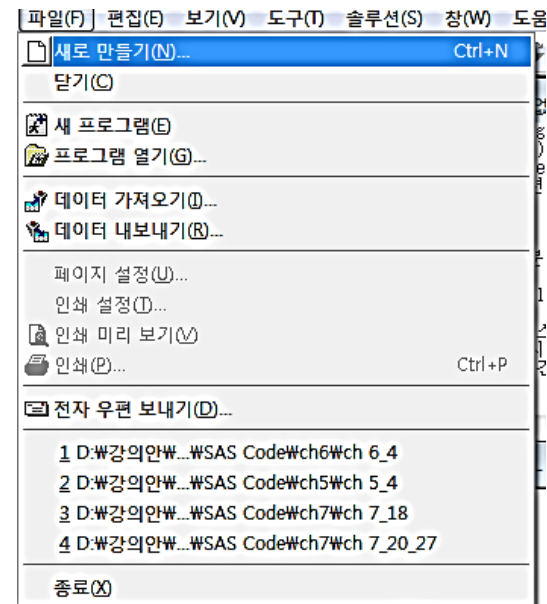 파일(F) 편집(E) 보기(V) 도구(T) 솔루션(S) 창(W) 도움
새로 만들기(N)... Ctrl+N
닫기(C)
새 프로그램(E)
프로그램 열기(G)...
데이터 가져오기(I)...
데이터 내보내기(R)...
페이지 설정(U)...
인쇄 설정(T)...
인쇄 미리 보기(V)
인쇄(P)... Ctrl+P
전자 우편 보내기(D)...
1 D:₩강의안₩...₩SAS Code₩ch6₩ch 6_4
2 D:₩강의안₩...₩SAS Code₩ch5₩ch 5_4
3 D:₩강의안₩...₩SAS Code₩ch7₩ch 7_18
4 D:₩강의안₩...₩SAS Code₩ch7₩ch 7_20_27
종료(X)